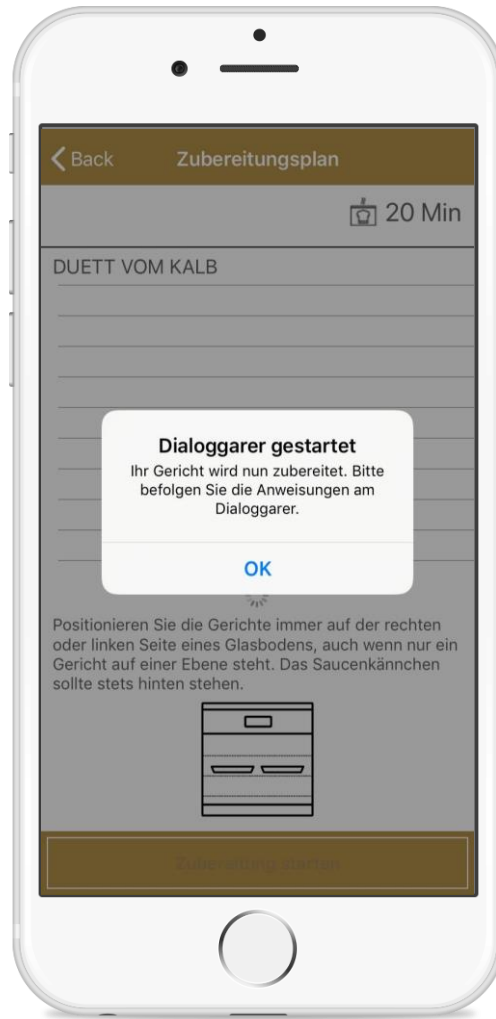 Back Zubereitungsplan
20 Min
DUETT VOM KALB
Dialoggarer gestartet
Ihr Gericht wird nun zubereitet. Bitte
befolgen Sie die Anweisungen am
Dialoggarer.
OK
Positionieren Sie die Gerichte immer auf der rechten
oder linken Seite eines Glasbodens, auch wenn nur ein
Gericht auf einer Ebene steht. Das Saucenkännchen
sollte stets hinten stehen.
Zubereitung starten